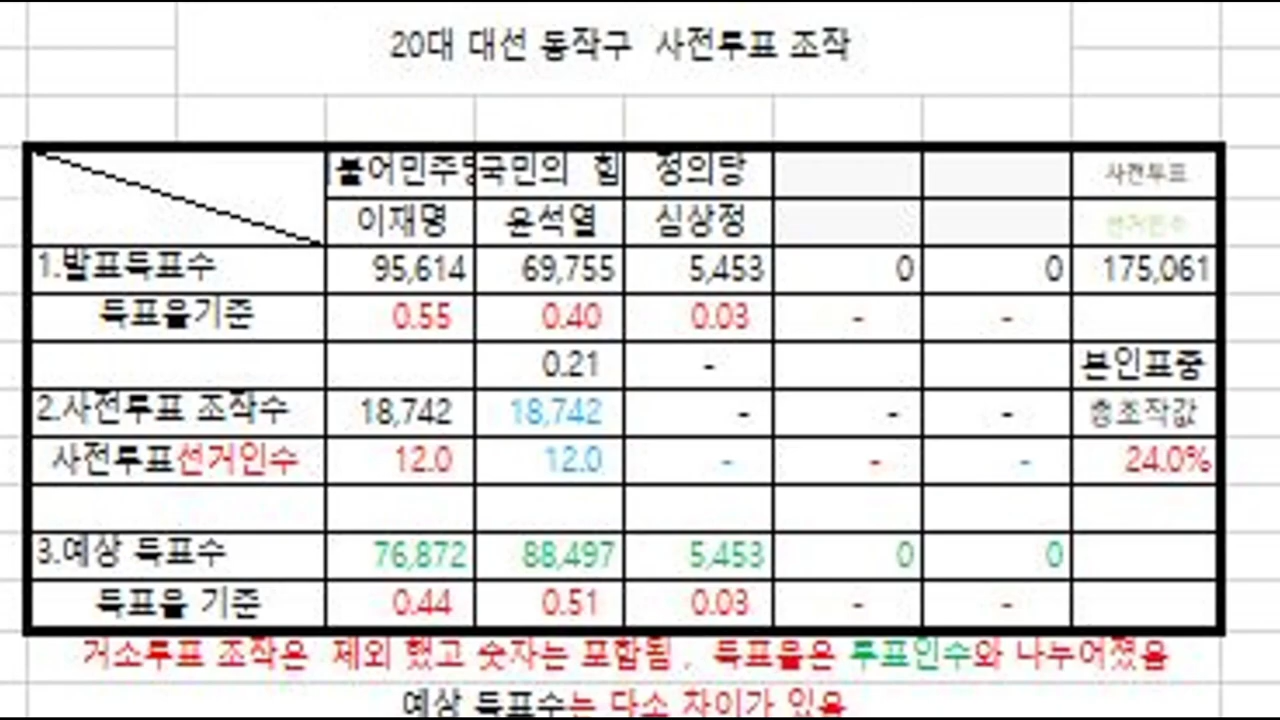 20대 대선 동작구 사전투표 조작
불어민주당 국민의 힘 정의당 사전투표
이재명 윤석열 심상정 선거인수
1.발표득표수 95,614 69,755 5,453 0 0 175,061
득표율기준 0.55 0.40 0.03 - -
0.21 - 본인표중
2.사전투표 조작수 18,742 18,742 - - - 총조작값
사전투표선거인수 12.0 12.0 - - - 24.0%
3.예상 득표수 76,872 88,497 5,453 0 0
득표율 기준 0.44 0.51 0.03 - -
거소투표 조작은 제외 했고 숫자는 포함됨 . 득표율은 투표인수와 나누어졌음
예상 득표수는 다소 차이가 있음